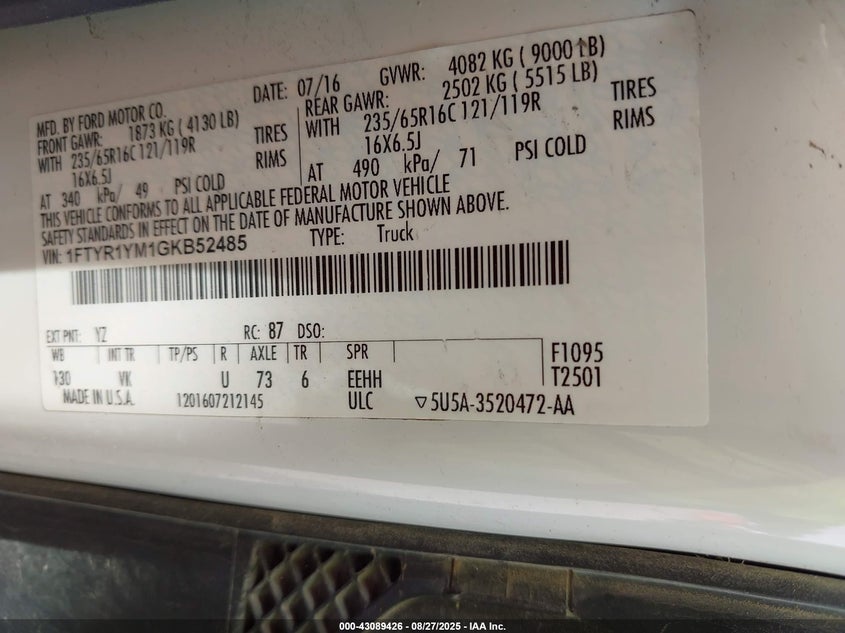 MFD. BY FORD MOTOR CO. DATE: 07/16 GVWR: 4082 KG ( 9000 LB)
FRONT GAWR: 1873 KG ( 4130 LB) REAR GAWR: 2502 KG ( 5515 LB)
WITH 235/65R16C 121/119R TIRES WITH 235/65R16C 121/119R TIRES
16X6.5J RIMS 16X6.5J RIMS
AT 340 kPa/ 49 PSI COLD AT 490 kPa/ 71 PSI COLD
THIS VEHICLE CONFORMS TO ALL APPLICABLE FEDERAL MOTOR VEHICLE
SAFETY STANDARDS IN EFFECT ON THE DATE OF MANUFACTURE SHOWN ABOVE.
VIN: 1FTYR1YM1GKB52485 TYPE: Truck
EXT PNT: YZ RC: 87 DSO:
WB INT TR TP/PS R AXLE TR SPR F1095
130 VK U 73 6 EEHH T2501
MADE IN U.S.A. 1201607212145 ULC ▽5U5A-3520472-AA
000-43089426 - 08/27/2025 - IAA Inc.